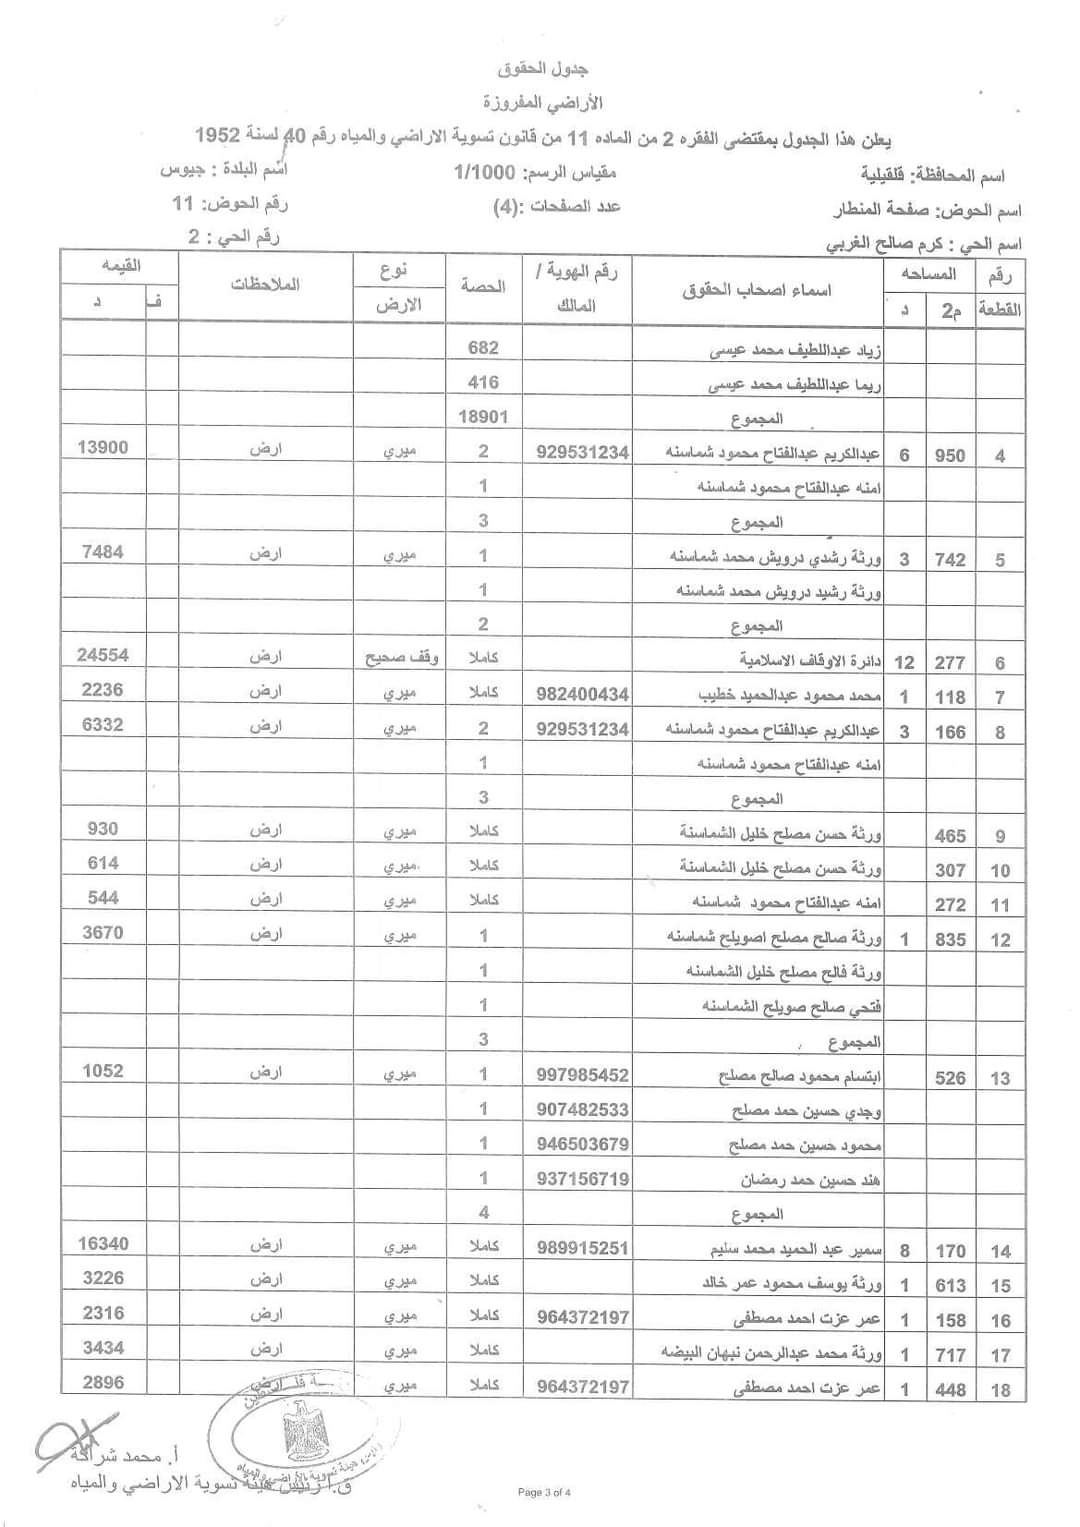 جدول الحقوق
الأراضي المفروزة
يعلن هذا الجدول بمقتضى الفقره 2 من الماده 11 من قانون تسوية الاراضي والمياه رقم 40 لسنة 1952
اسم المحافظة: قلقيلية مقياس الرسم: 1/1000 اسم البلدة : جيوس
اسم الحوض: صفحة المنطار عدد الصفحات :(4) رقم الحوض: 11
اسم الحي : كرم صالح الغربي رقم الحي : 2
رقم القطعة المساحه م2 د اسماء اصحاب الحقوق رقم الهوية / المالك الحصة نوع الارض الملاحظات القيمه ف د
زياد عبداللطيف محمد عيسى 682
ريما عبداللطيف محمد عيسى 416
المجموع 18901
4 950 6 عبدالكريم عبدالفتاح محمود شماسنه 929531234 2 ميري ارض 13900
امنه عبدالفتاح محمود شماسنه 1
المجموع 3
5 742 3 ورثة رشدي درويش محمد شماسنه 1 ميري ارض 7484
ورثة رشيد درويش محمد شماسنه 1
المجموع 2
6 277 12 دائرة الاوقاف الاسلامية كاملا وقف صحيح ارض 24554
7 118 1 محمد محمود عبدالحميد خطيب 982400434 كاملا ميري ارض 2236
8 166 3 عبدالكريم عبدالفتاح محمود شماسنه 929531234 2 ميري ارض 6332
امنه عبدالفتاح محمود شماسنه 1
المجموع 3
9 465 ورثة حسن مصلح خليل الشماسنة كاملا ميري ارض 930
10 307 ورثة حسن مصلح خليل الشماسنة كاملا ميري ارض 614
11 272 امنه عبدالفتاح محمود شماسنه كاملا ميري ارض 544
12 835 1 ورثة صالح مصلح اصويلح شماسنه 1 ميري ارض 3670
ورثة فالح مصلح خليل الشماسنه 1
فتحي صالح صويلح الشماسنه 1
المجموع 3
13 526 ابتسام محمود صالح مصلح 997985452 1 ميري ارض 1052
وجدي حسين حمد مصلح 907482533 1
محمود حسين حمد مصلح 946503679 1
هند حسين حمد رمضان 937156719 1
المجموع 4
14 170 8 سمير عبد الحميد محمد سليم 989915251 كاملا ميري ارض 16340
15 613 1 ورثة يوسف محمود عمر خالد كاملا ميري ارض 3226
16 158 1 عمر عزت احمد مصطفى 964372197 كاملا ميري ارض 2316
17 717 1 ورثة محمد عبدالرحمن نبهان البيضه كاملا ميري ارض 3434
18 448 1 عمر عزت احمد مصطفى 964372197 كاملا ميري ارض 2896
أ. محمد شراكة
ق.أ رئيس هيئة تسوية الاراضي والمياه
Page 3 of 4